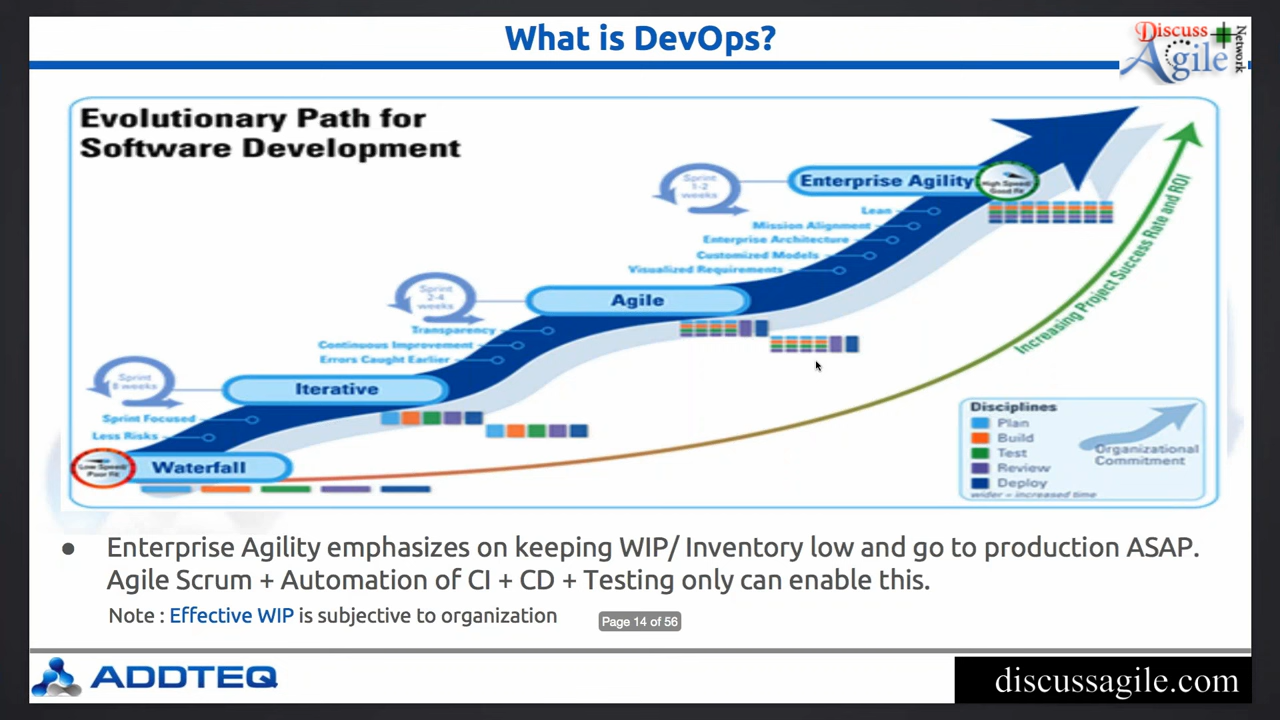 What is DevOps?
Discuss
Agile
Network
Evolutionary Path for
Software Development
Sprint
1-2
weeks
Enterprise Agility
High Speed/
Good Fit
Lean
Mission Alignment
Enterprise Architecture
Customized Models
Visualized Requirements
Increasing Project Success Rate and ROI
Sprint
2-4
weeks
Agile
Transparency
Continuous Improvement
Errors Caught Earlier
Sprint
8 weeks
Iterative
Sprint Focused
Less Risks
Low Speed/
Poor Fit
Waterfall
Disciplines
Plan
Build
Test
Review
Deploy
wider = increased time
Organizational
Commitment
● Enterprise Agility emphasizes on keeping WIP/ Inventory low and go to production ASAP.
Agile Scrum + Automation of CI + CD + Testing only can enable this.
Note : Effective WIP is subjective to organization
Page 14 of 56
ADDTEQ
discussagile.com